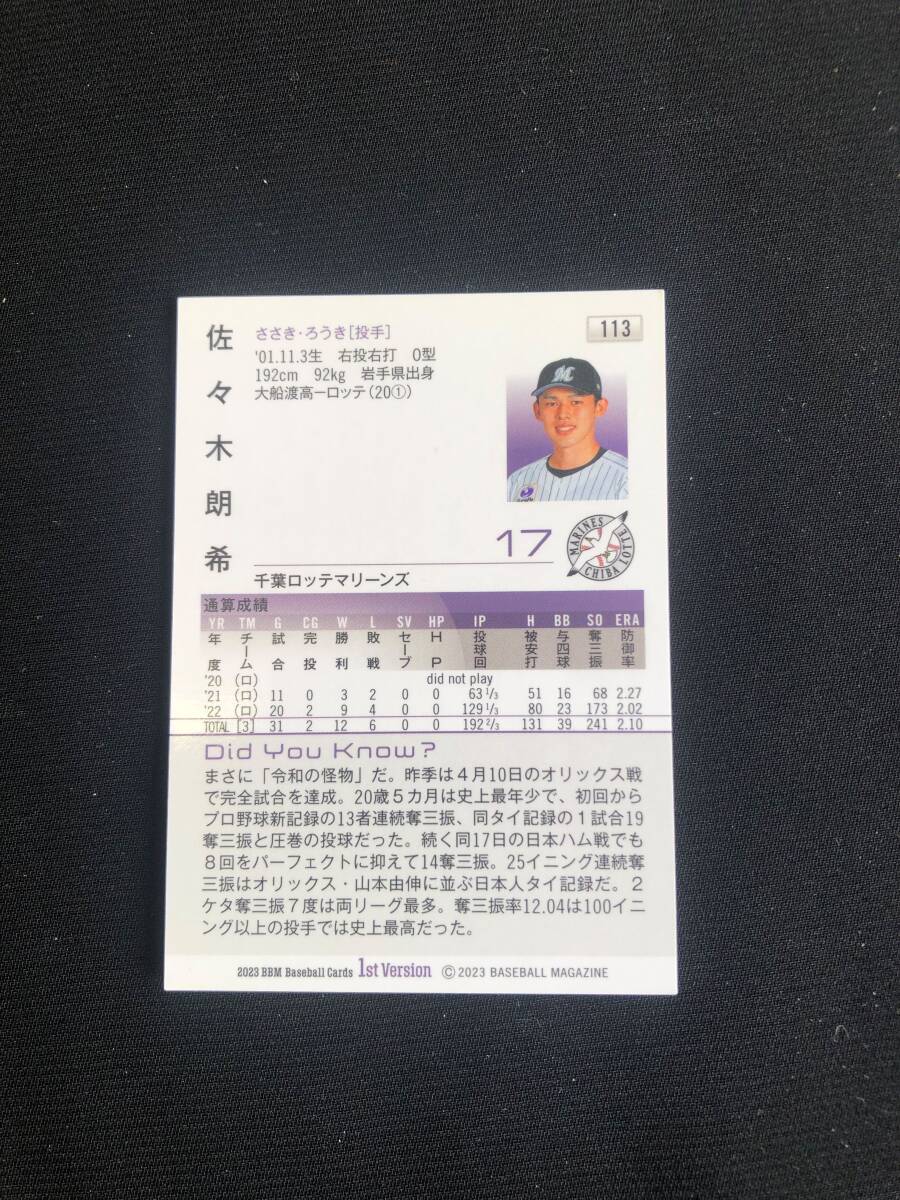 佐々木朗希
ささき・ろうき[投手]
'01.11.3生 右投右打 O型
192cm 92kg 岩手県出身
大船渡高ーロッテ(20①)
113
M
17
MARINES
CHIBA LOTTE
千葉ロッテマリーンズ
通算成績
YR TM G CG W L SV HP IP H BB SO ERA
年度 チーム 試合 完投 勝利 敗戦 セーブ HP 投球回 被安打 与四球 奪三振 防御率
'20 (ロ) did not play
'21 (ロ) 11 0 3 2 0 0 63 1/3 51 16 68 2.27
'22 (ロ) 20 2 9 4 0 0 129 1/3 80 23 173 2.02
TOTAL [3] 31 2 12 6 0 0 192 2/3 131 39 241 2.10
Did You Know?
まさに「令和の怪物」だ。昨季は4月10日のオリックス戦
で完全試合を達成。20歳5カ月は史上最年少で、初回から
プロ野球新記録の13者連続奪三振、同タイ記録の1試合19
奪三振と圧巻の投球だった。続く同17日の日本ハム戦でも
8回をパーフェクトに抑えて14奪三振。25イニング連続奪
三振はオリックス・山本由伸に並ぶ日本人タイ記録だ。2
ケタ奪三振7度は両リーグ最多。奪三振率12.04は100イニ
ング以上の投手では史上最高だった。
2023 BBM Baseball Cards 1st Version ©2023 BASEBALL MAGAZINE